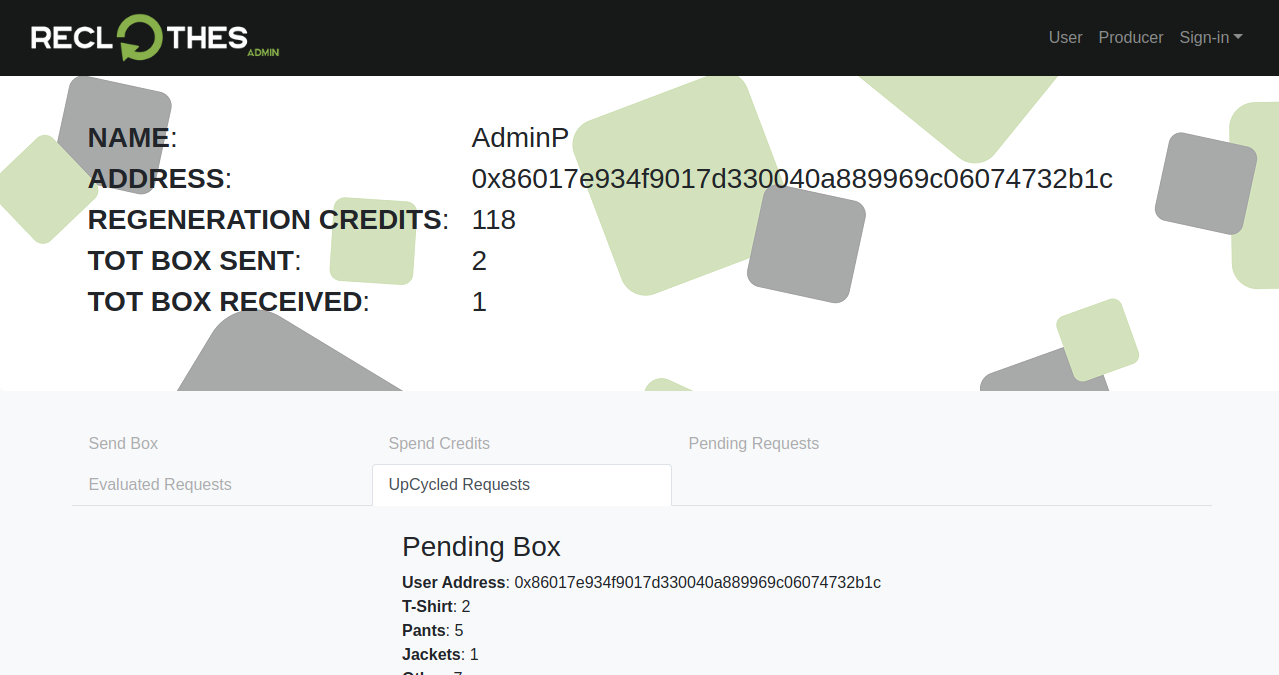 RECLOTHES ADMIN
User Producer Sign-in
NAME: AdminP
ADDRESS: 0x86017e934f9017d330040a889969c06074732b1c
REGENERATION CREDITS: 118
TOT BOX SENT: 2
TOT BOX RECEIVED: 1
Send Box Spend Credits Pending Requests
Evaluated Requests UpCycled Requests
Pending Box
User Address: 0x86017e934f9017d330040a889969c06074732b1c
T-Shirt: 2
Pants: 5
Jackets: 1